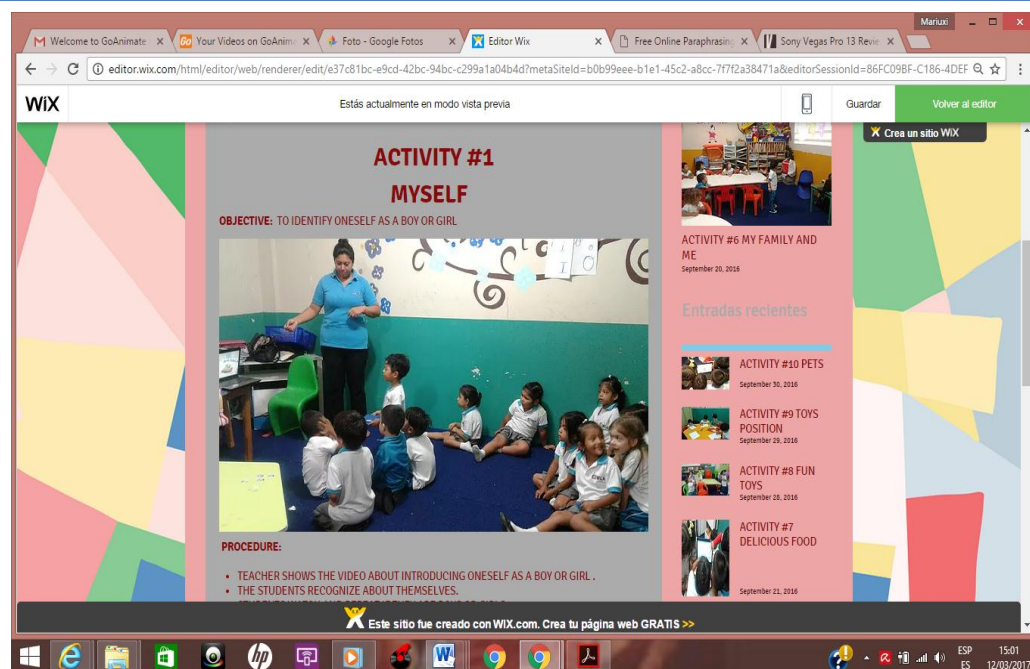 Mariuxi
Welcome to GoAnimate
Your Videos on GoAnima
Foto - Google Fotos
Editor Wix
Free Online Paraphrasing
Sony Vegas Pro 13 Revie
editor.wix.com/html/editor/web/renderer/edit/e37c81bc-e9cd-42bc-94bc-c299a1a04b4d?metaSiteId=b0b99eee-b1e1-45c2-a8cc-7f7f2a38471a&editorSessionId=86FC09BF-C186-4DEF
WiX
Estás actualmente en modo vista previa
Guardar
Volver al editor
Crea un sitio WiX
ACTIVITY #1
MYSELF
OBJECTIVE: TO IDENTIFY ONESELF AS A BOY OR GIRL
PROCEDURE:
• TEACHER SHOWS THE VIDEO ABOUT INTRODUCING ONESELF AS A BOY OR GIRL .
• THE STUDENTS RECOGNIZE ABOUT THEMSELVES.
ACTIVITY #6 MY FAMILY AND
ME
September 20, 2016
Entradas recientes
ACTIVITY #10 PETS
September 30, 2016
ACTIVITY #9 TOYS
POSITION
September 29, 2016
ACTIVITY #8 FUN
TOYS
September 28, 2016
ACTIVITY #7
DELICIOUS FOOD
September 21, 2016
Este sitio fue creado con WIX.com. Crea tu página web GRATIS >>
ESP
ES
15:01
12/03/2017